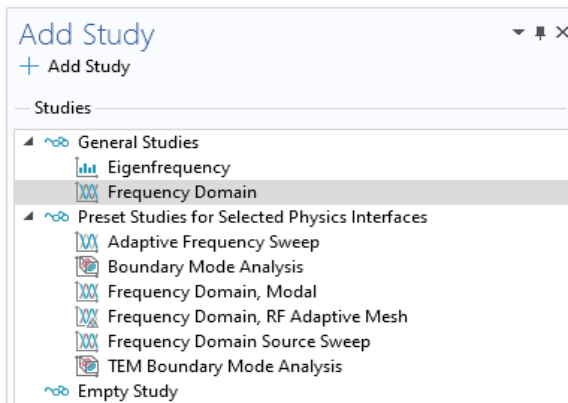 Add Study
Add Study
Studies
General Studies
Eigenfrequency
Frequency Domain
Preset Studies for Selected Physics Interfaces
Adaptive Frequency Sweep
Boundary Mode Analysis
Frequency Domain, Modal
Frequency Domain, RF Adaptive Mesh
Frequency Domain Source Sweep
TEM Boundary Mode Analysis
Empty Study